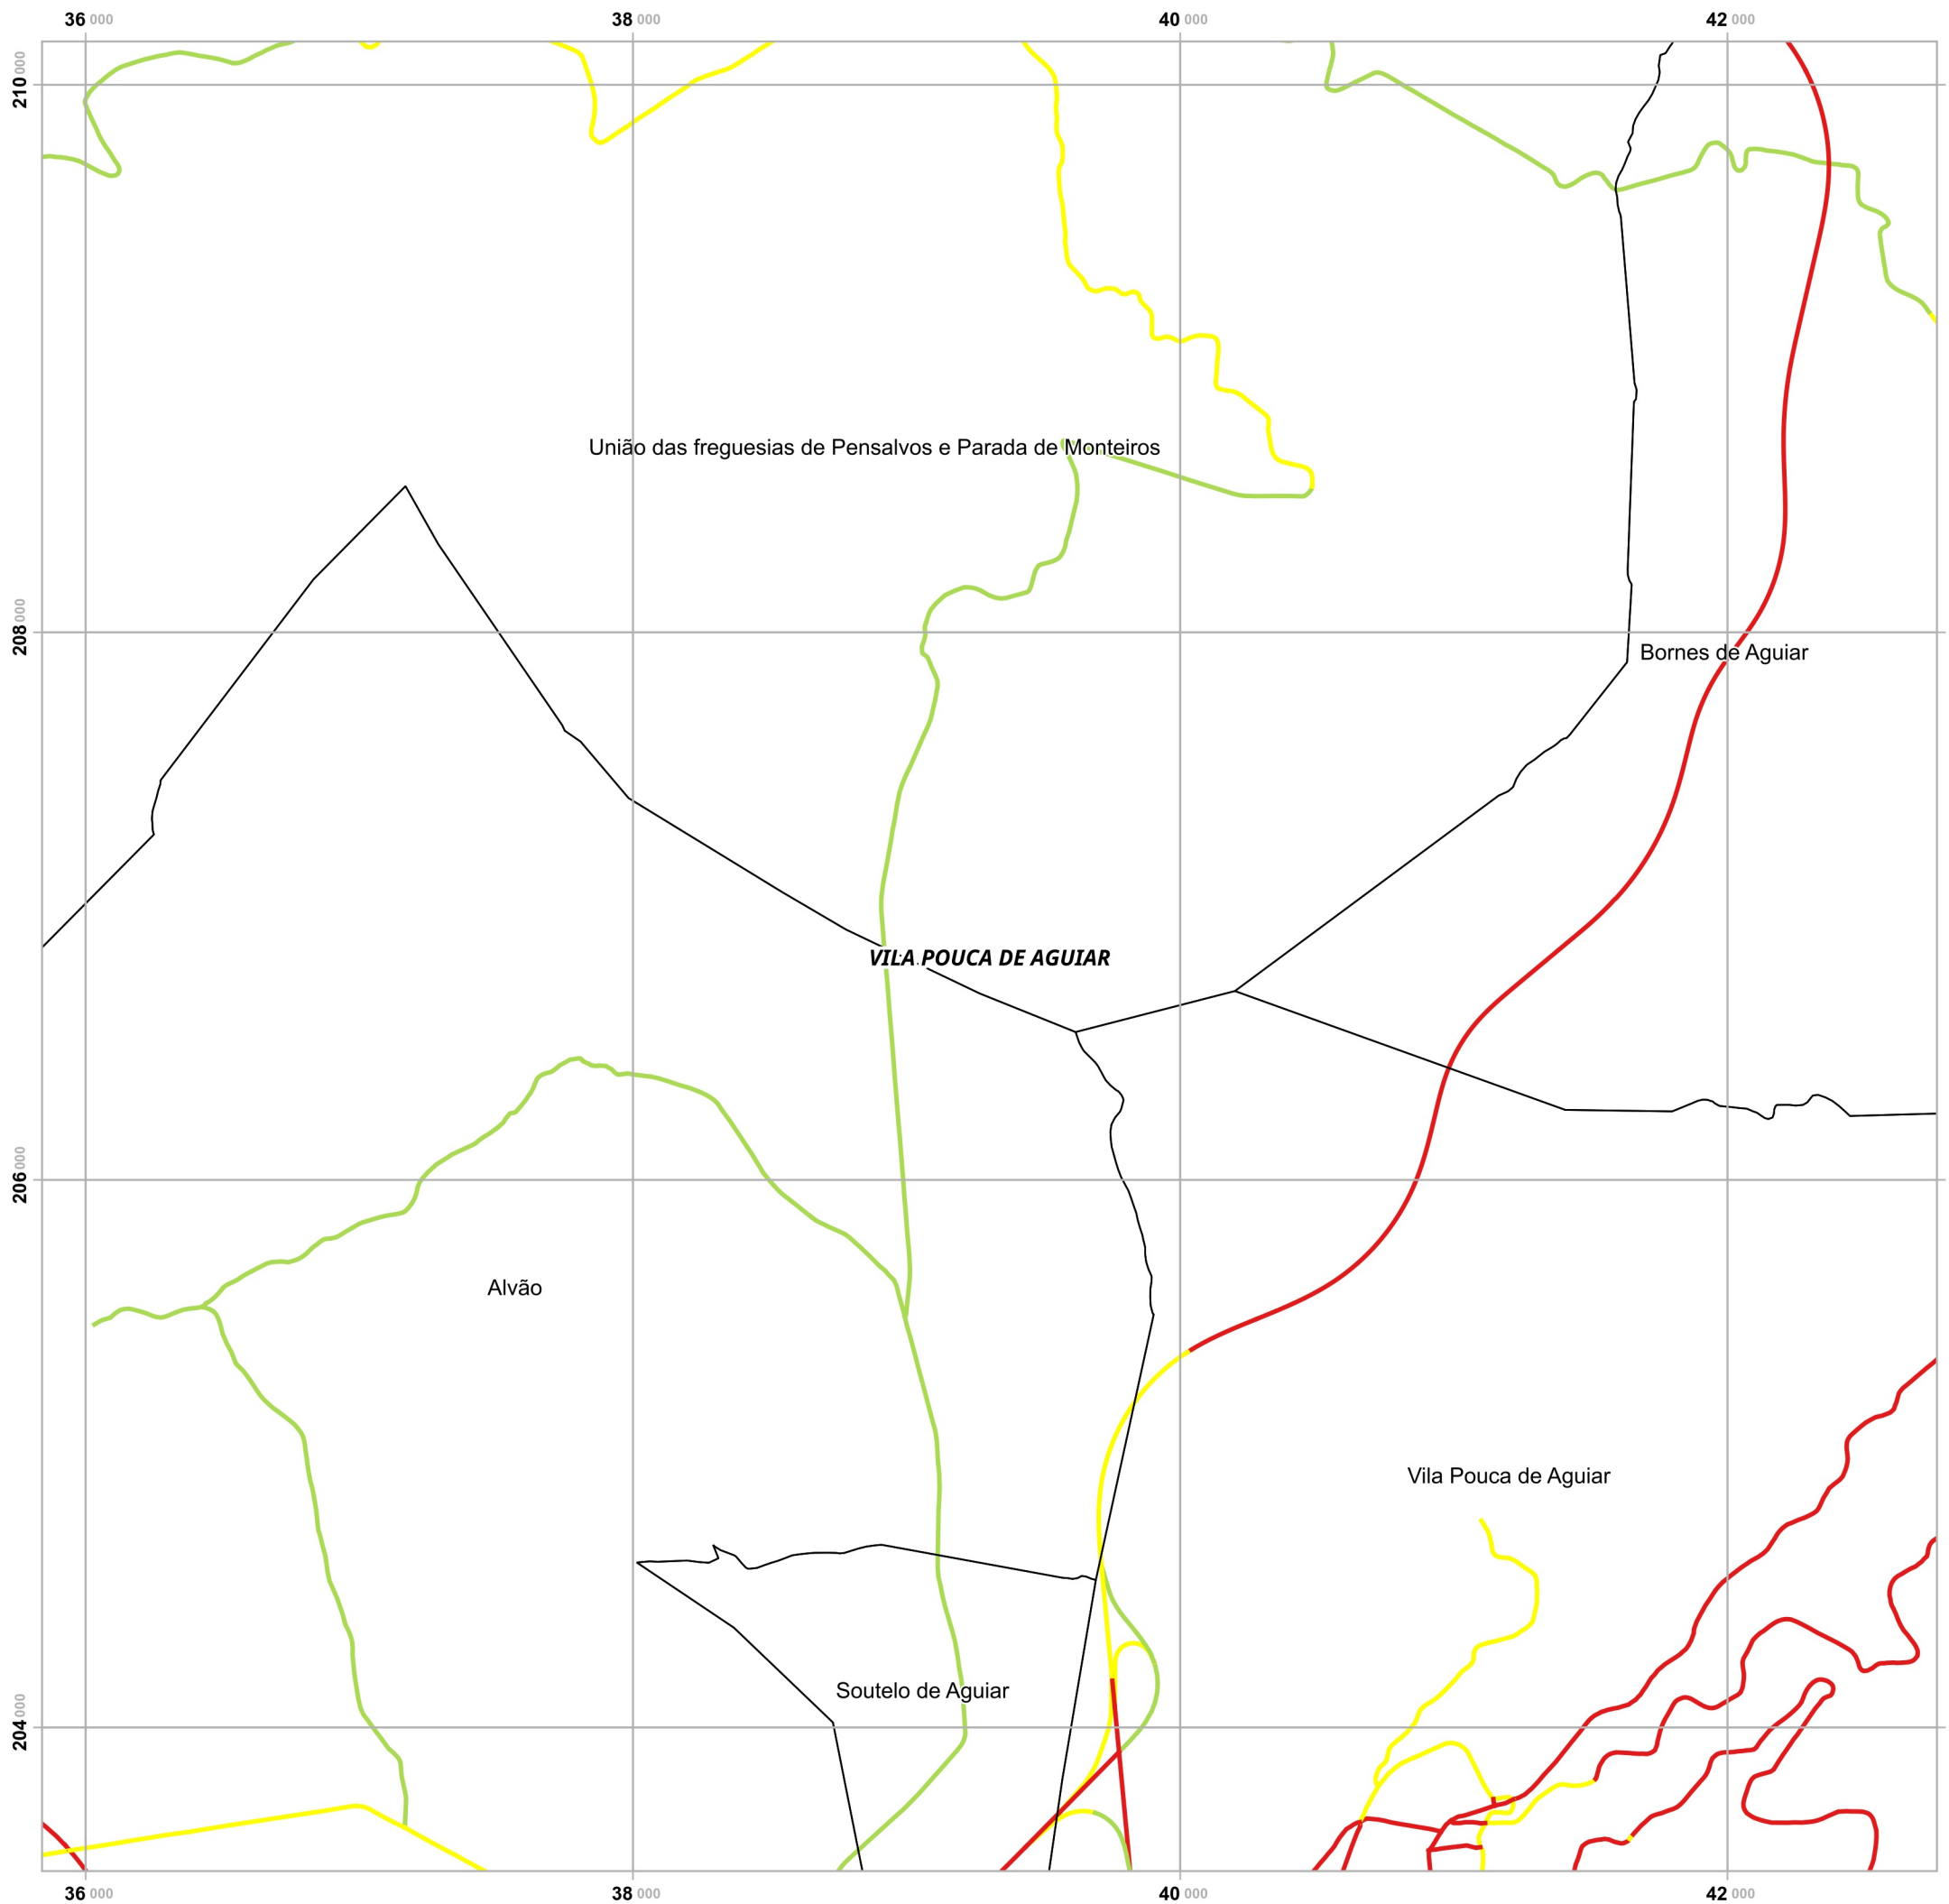 36 000 38 000 40 000 42 000
210 000
União das freguesias de Pensalvos e Parada de Monteiros
208 000
Bornes de Aguiar
VILA POUCA DE AGUIAR
206 000
Alvão
Vila Pouca de Aguiar
Soutelo de Aguiar
204 000
36 000 38 000 40 000 42 000